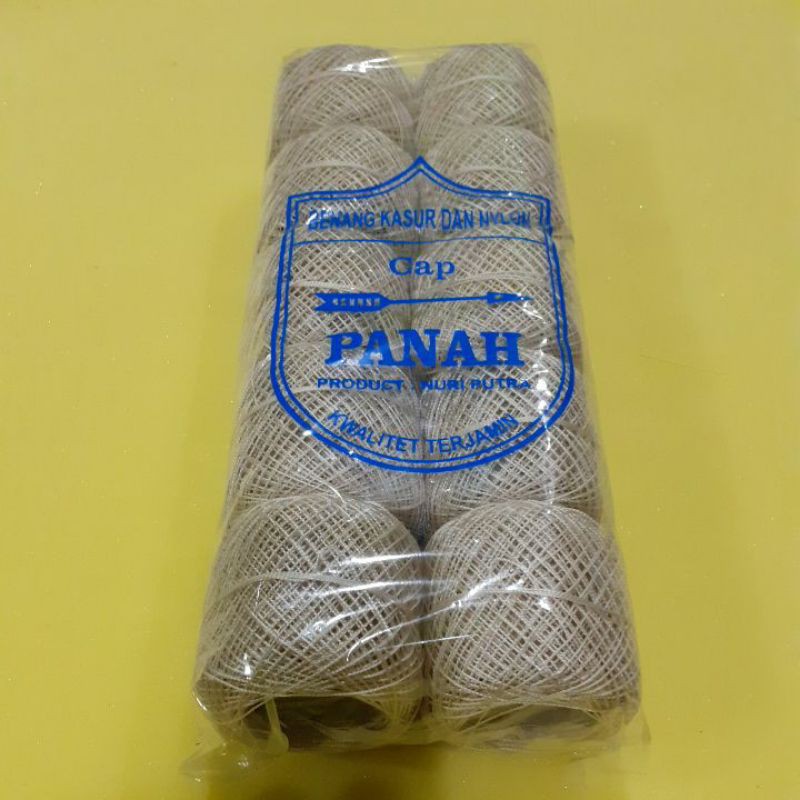 BENANG KASUR DAN NYLON
Cap
PANAH
PRODUCT : NURI PUTRA
KWALITET TERJAMIN